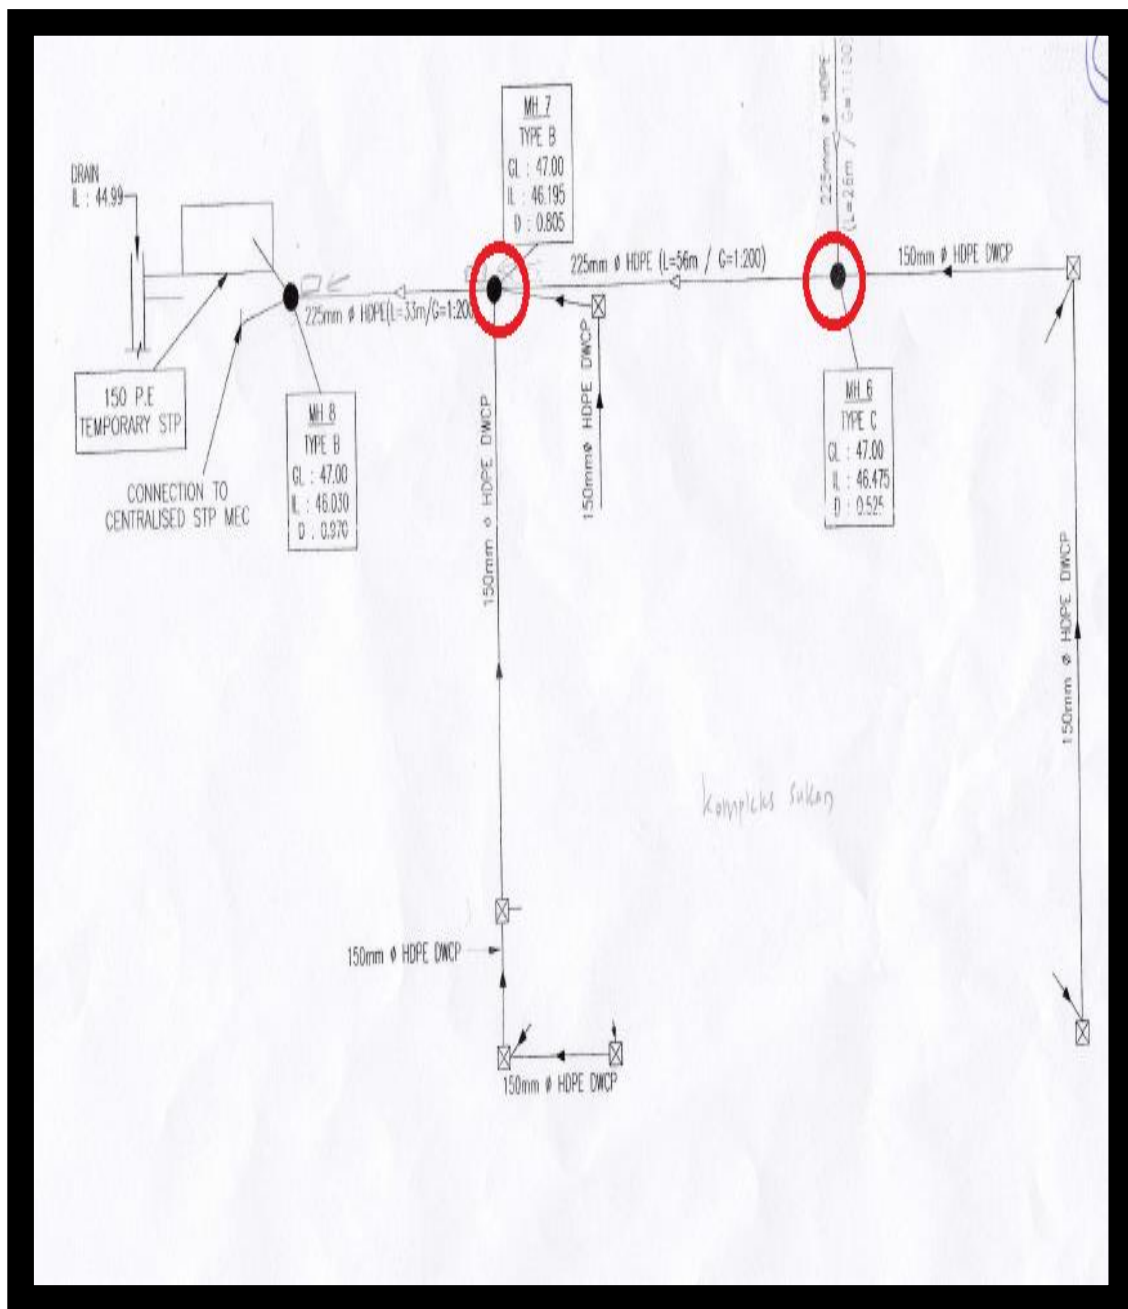 225mm ø HDPE
(L=26m / G=1:100)
MH 7
TYPE B
GL : 47.00
IL : 46.195
D : 0.805
DRAIN
IL : 44.99
225mm ø HDPE (L=56m / G=1:200)
150mm ø HDPE DWCP
225mm ø HDPE(L=33m/G=1:200
150mm ø HDPE DWCP
150mm ø HDPE DWCP
150 P.E
TEMPORARY STP
MH 8
TYPE B
GL : 47.00
IL : 46.030
D : 0.970
MH 6
TYPE C
GL : 47.00
IL : 46.475
D : 0.525
CONNECTION TO
CENTRALISED STP MEC
150mm ø HDPE DWCP
Kompleks Sukan
150mm ø HDPE DWCP
150mm ø HDPE DWCP